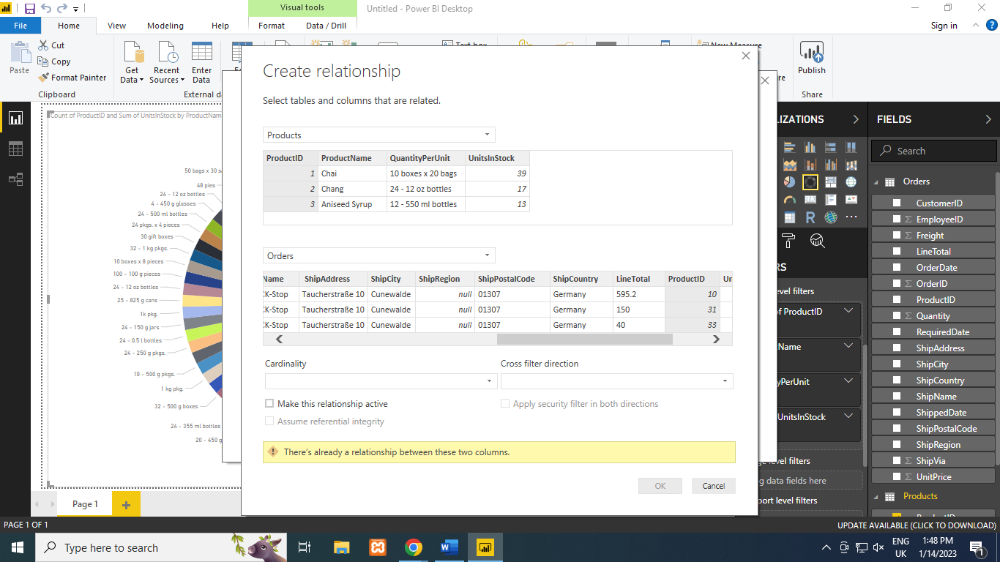 Visual tools
Untitled - Power BI Desktop
File
Home
View
Modeling
Help
Format
Data / Drill
Sign in
Paste
Cut
Copy
Format Painter
Clipboard
Get
Data
Recent
Sources
Enter
Data
External
Text box
New Measure
Publish
Share
Count of ProductID and Sum of UnitsInStock by ProductName
50 bags x 30
48 pies
24 - 12 oz bottles
4 - 450 g glasses
24 - 500 ml bottles
24 pkgs. x 4 pieces
30 gift boxes
32 - 1 kg pkgs.
10 boxes x 8 pieces
100 - 100 g pieces
24 - 12 oz bottles
25 - 825 g cans
1k pkg.
24 - 150 g jars
24 - 0.5 l bottles
24 - 250 g pkgs.
10 - 500 g pkgs.
1 kg pkg.
32 - 500 g boxes
24 - 355 ml bottles
20 - 450 g
Create relationship
Select tables and columns that are related.
Products
ProductID ProductName QuantityPerUnit UnitsInStock
1 Chai 10 boxes x 20 bags 39
2 Chang 24 - 12 oz bottles 17
3 Aniseed Syrup 12 - 550 ml bottles 13
Orders
Name ShipAddress ShipCity ShipRegion ShipPostalCode ShipCountry LineTotal ProductID Un
CK-Stop Taucherstraße 10 Cunewalde null 01307 Germany 595.2 10
CK-Stop Taucherstraße 10 Cunewalde null 01307 Germany 150 31
CK-Stop Taucherstraße 10 Cunewalde null 01307 Germany 40 33
Cardinality
Cross filter direction
Make this relationship active
Apply security filter in both directions
Assume referential integrity
There's already a relationship between these two columns.
OK
Cancel
LIZATIONS
RS
vel filters
of ProductID
tName
yPerUnit
UnitsInStock
ge level filters
g data fields here
port level filters
FIELDS
Search
Orders
CustomerID
EmployeeID
Freight
LineTotal
OrderDate
OrderID
ProductID
Quantity
RequiredDate
ShipAddress
ShipCity
ShipCountry
ShipName
ShippedDate
ShipPostalCode
ShipRegion
ShipVia
UnitPrice
Products
ProductID
Page 1
PAGE 1 OF 1
UPDATE AVAILABLE (CLICK TO DOWNLOAD)
Type here to search
ENG
UK
1:48 PM
1/14/2023
1